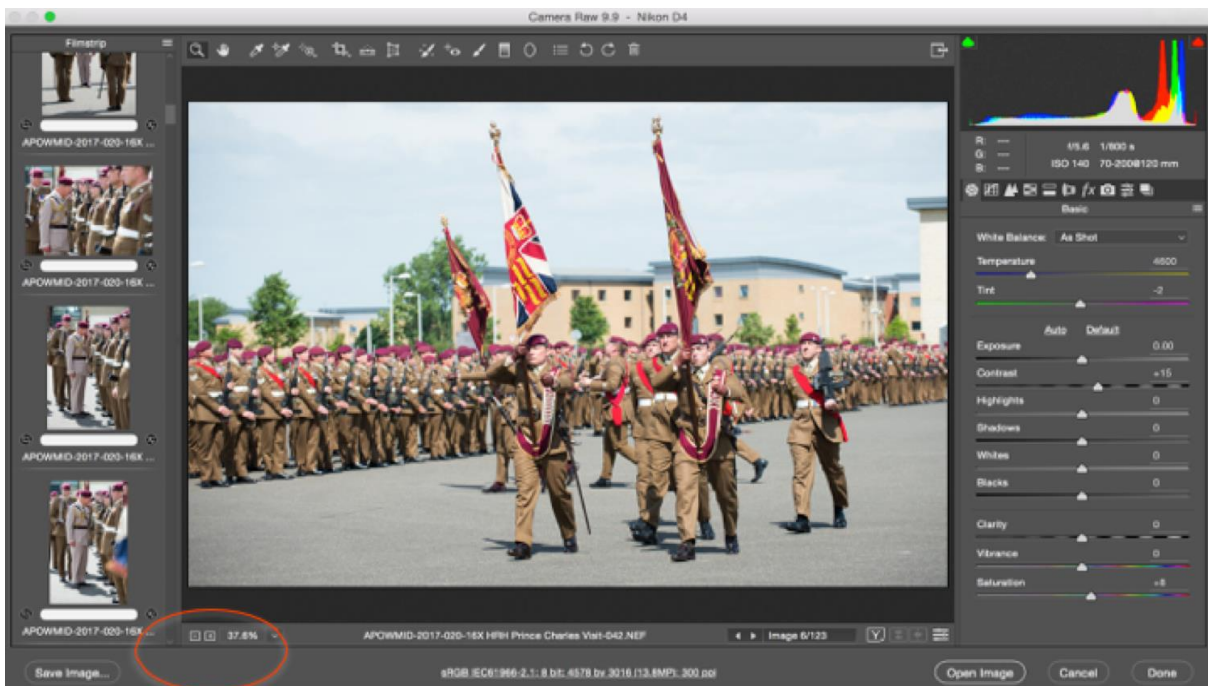 Camera Raw 9.9 - Nikon D4
Filmstrip
APOWMID-2017-020-16X ...
APOWMID-2017-020-16X ...
APOWMID-2017-020-16X ...
APOWMID-2017-020-16X ...
37.6%
APOWMID-2017-020-16X HRH Prince Charles Visit-042.NEF
Image 6/123
Y
R: ---
G: ---
B: ---
f/5.6 1/800 s
ISO 140 70-200@120 mm
fx
Basic
White Balance: As Shot
Temperature 4600
Tint -2
Auto Default
Exposure 0.00
Contrast +15
Highlights 0
Shadows 0
Whites 0
Blacks 0
Clarity 0
Vibrance 0
Saturation +8
Save Image...
sRGB IEC61966-2.1; 8 bit; 4578 by 3016 (13.8MP); 300 ppi
Open Image
Cancel
Done